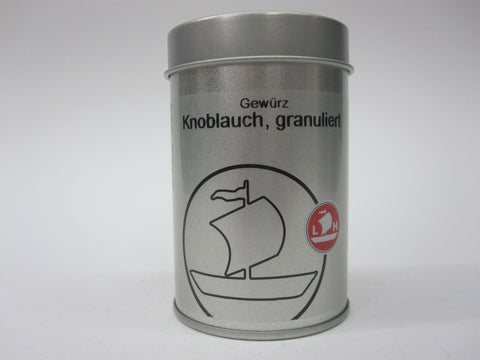 Gewürz
Knoblauch, granuliert
L H